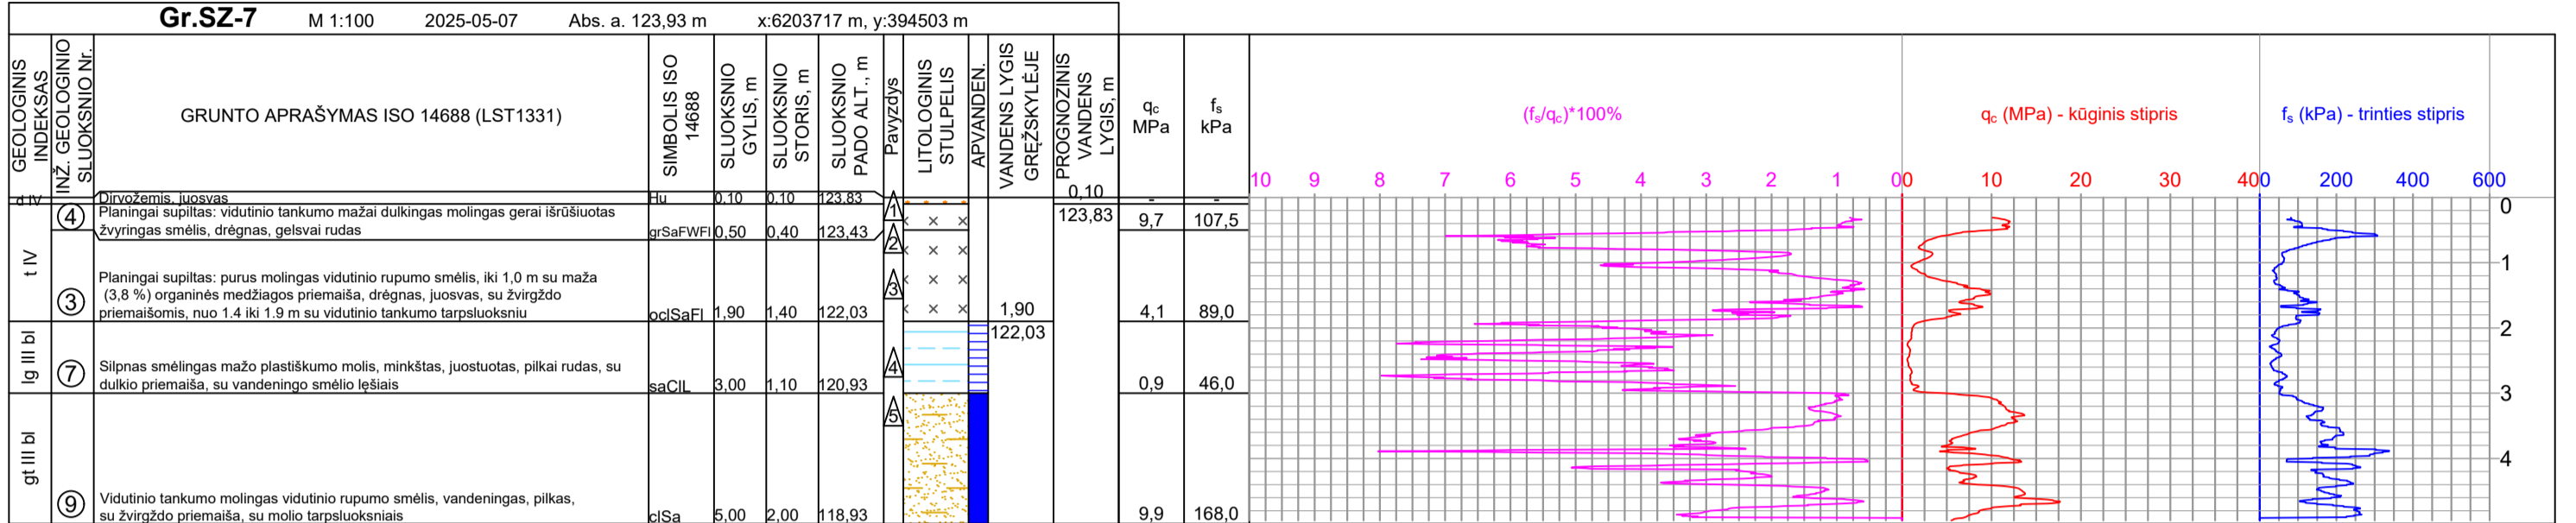 Gr.SZ-7 M 1:100 2025-05-07 Abs. a. 123,93 m x:6203717 m, y:394503 m
GEOLOGINIS
INDEKSAS
INŽ. GEOLOGINIO
SLUOKSNIO Nr.
GRUNTO APRAŠYMAS ISO 14688 (LST1331)
SIMBOLIS ISO
14688
SLUOKSNIO
GYLIS, m
SLUOKSNIO
STORIS, m
SLUOKSNIO
PADO ALT., m
Pavyzdys
LITOLOGINIS
STULPELIS
APVANDEN.
VANDENS LYGIS
GRĘŽSKYLĖJE
PROGNOZINIS
VANDENS
LYGIS, m
qc
MPa
fs
kPa
(fs/qc)*100%
qc (MPa) - kūginis stipris
fs (kPa) - trinties stipris
10 9 8 7 6 5 4 3 2 1 0
0 10 20 30 40
0 200 400 600
d IV Dirvožemis, juosvas Hu 0,10 0,10 123,83 0,10 - -
123,83
4 Planingai supiltas: vidutinio tankumo mažai dulkingas molingas gerai išrūšiuotas
žvyringas smėlis, drėgnas, gelsvai rudas grSaFWFl 0,50 0,40 123,43 1 9,7 107,5
t IV
2
3 Planingai supiltas: purus molingas vidutinio rupumo smėlis, iki 1,0 m su maža
(3,8 %) organinės medžiagos priemaiša, drėgnas, juosvas, su žvirgždo
priemaišomis, nuo 1.4 iki 1.9 m su vidutinio tankumo tarpsluoksniu oclSaFl 1,90 1,40 122,03 3 1,90 4,1 89,0
122,03
lg III bl
7 Silpnas smėlingas mažo plastiškumo molis, minkštas, juostuotas, pilkai rudas, su
dulkio priemaiša, su vandeningo smėlio lęšiais saClL 3,00 1,10 120,93 4 0,9 46,0
5
gt III bl
9 Vidutinio tankumo molingas vidutinio rupumo smėlis, vandeningas, pilkas,
su žvirgždo priemaiša, su molio tarpsluoksniais clSa 5,00 2,00 118,93 9,9 168,0
0
1
2
3
4